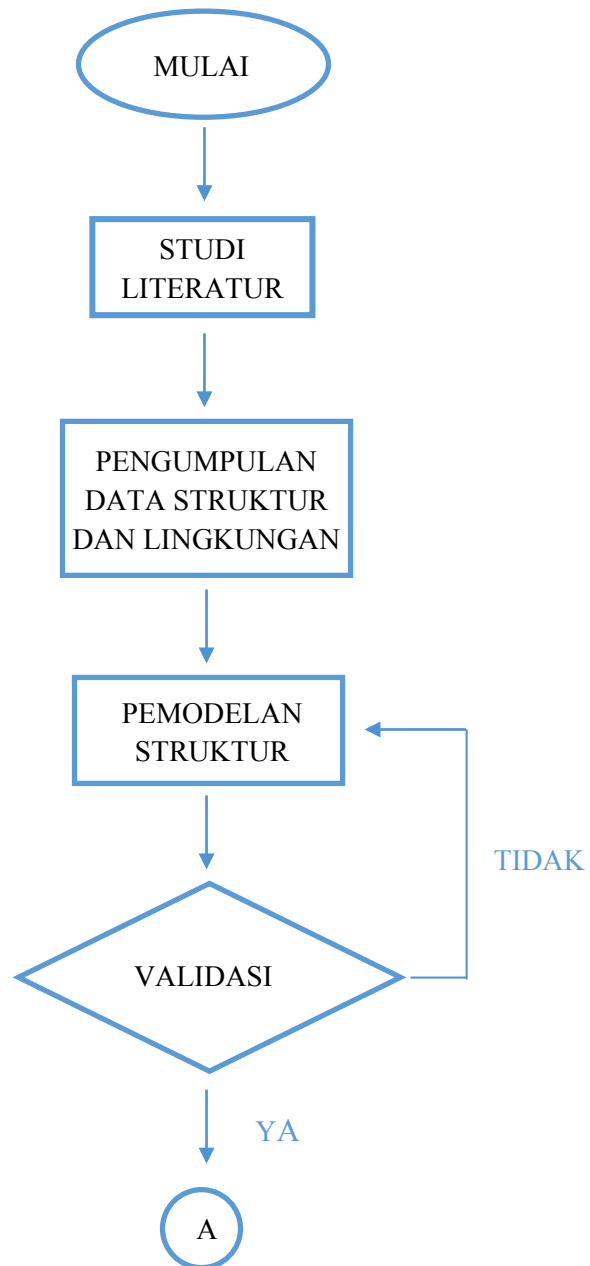 MULAI
STUDI
LITERATUR
PENGUMPULAN
DATA STRUKTUR
DAN LINGKUNGAN
PEMODELAN
STRUKTUR
TIDAK
VALIDASI
YA
A